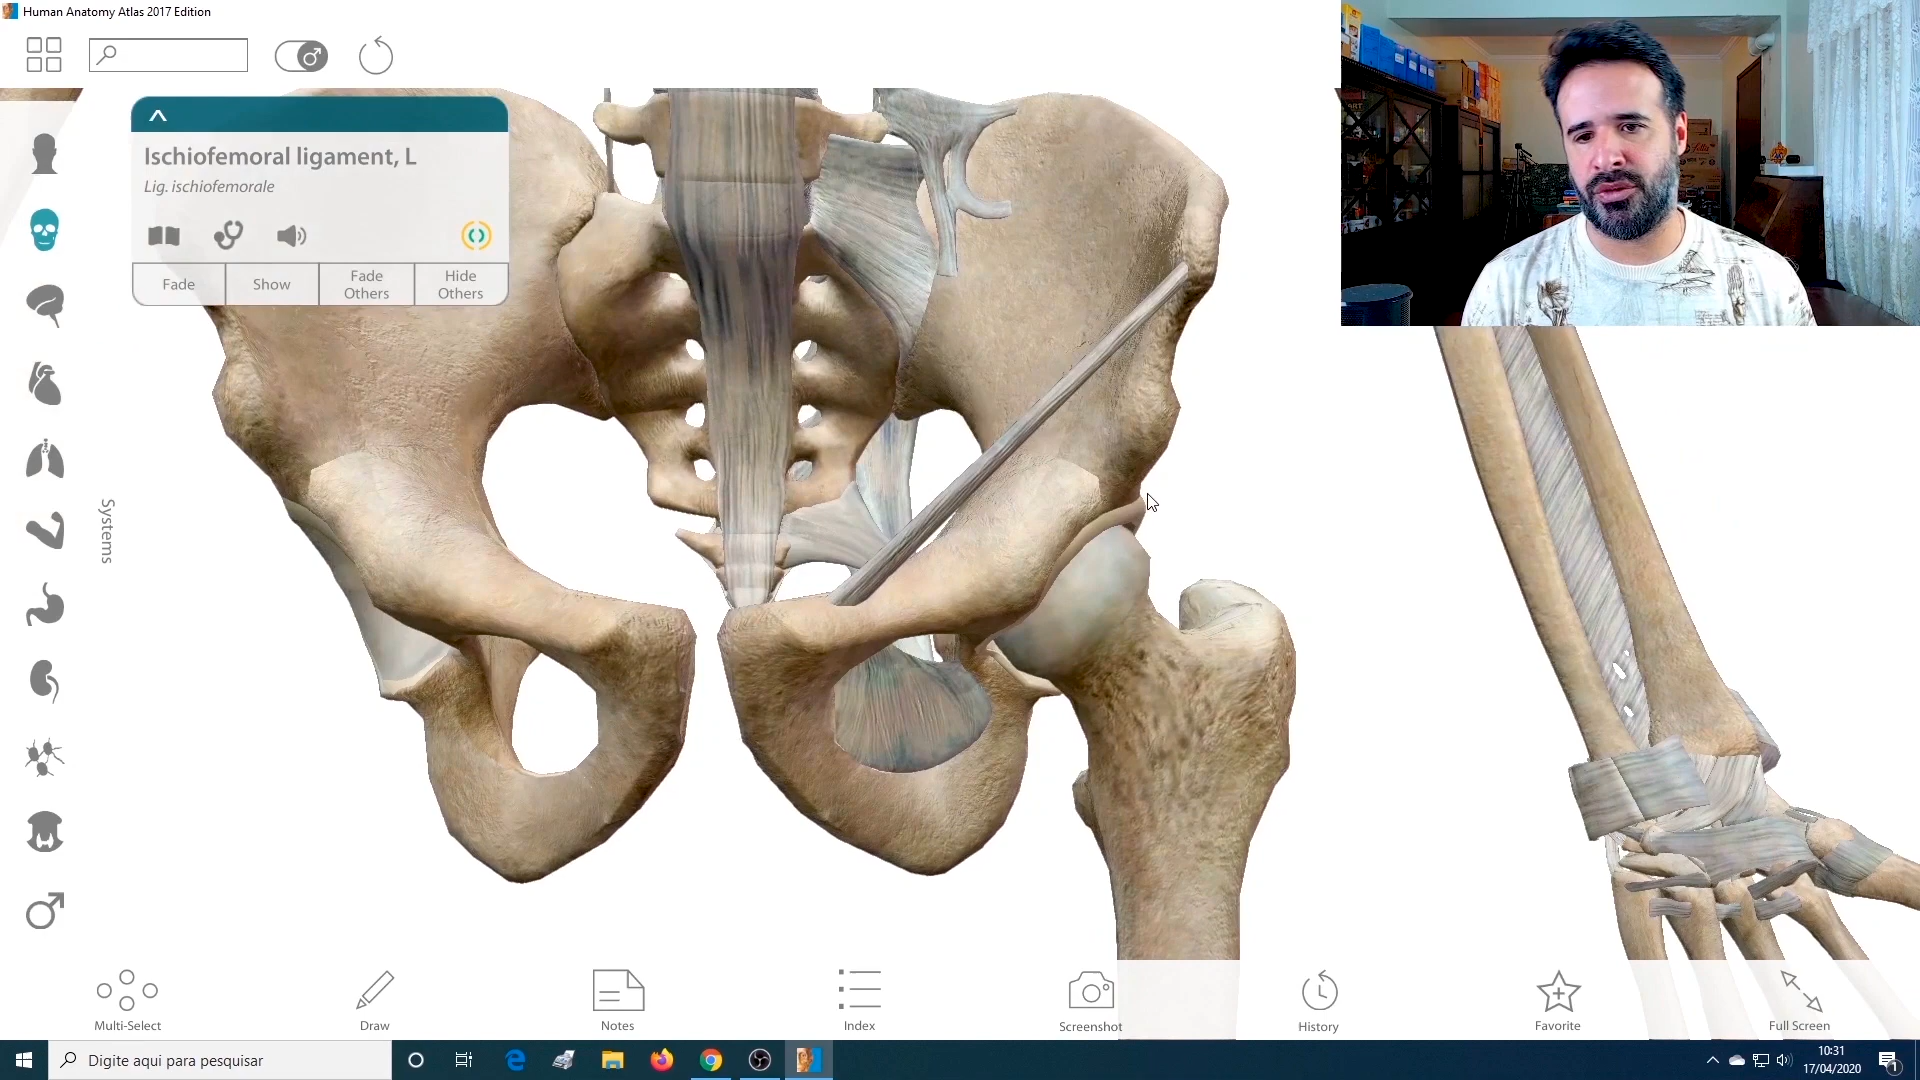 Human Anatomy Atlas 2017 Edition
Ischiofemoral ligament, L
Lig. ischiofemorale
Fade
Show
Fade Others
Hide Others
Systems
Multi-Select
Draw
Notes
Index
Screenshot
History
Favorite
Full Screen
Digite aqui para pesquisar
10:31
17/04/2020
1